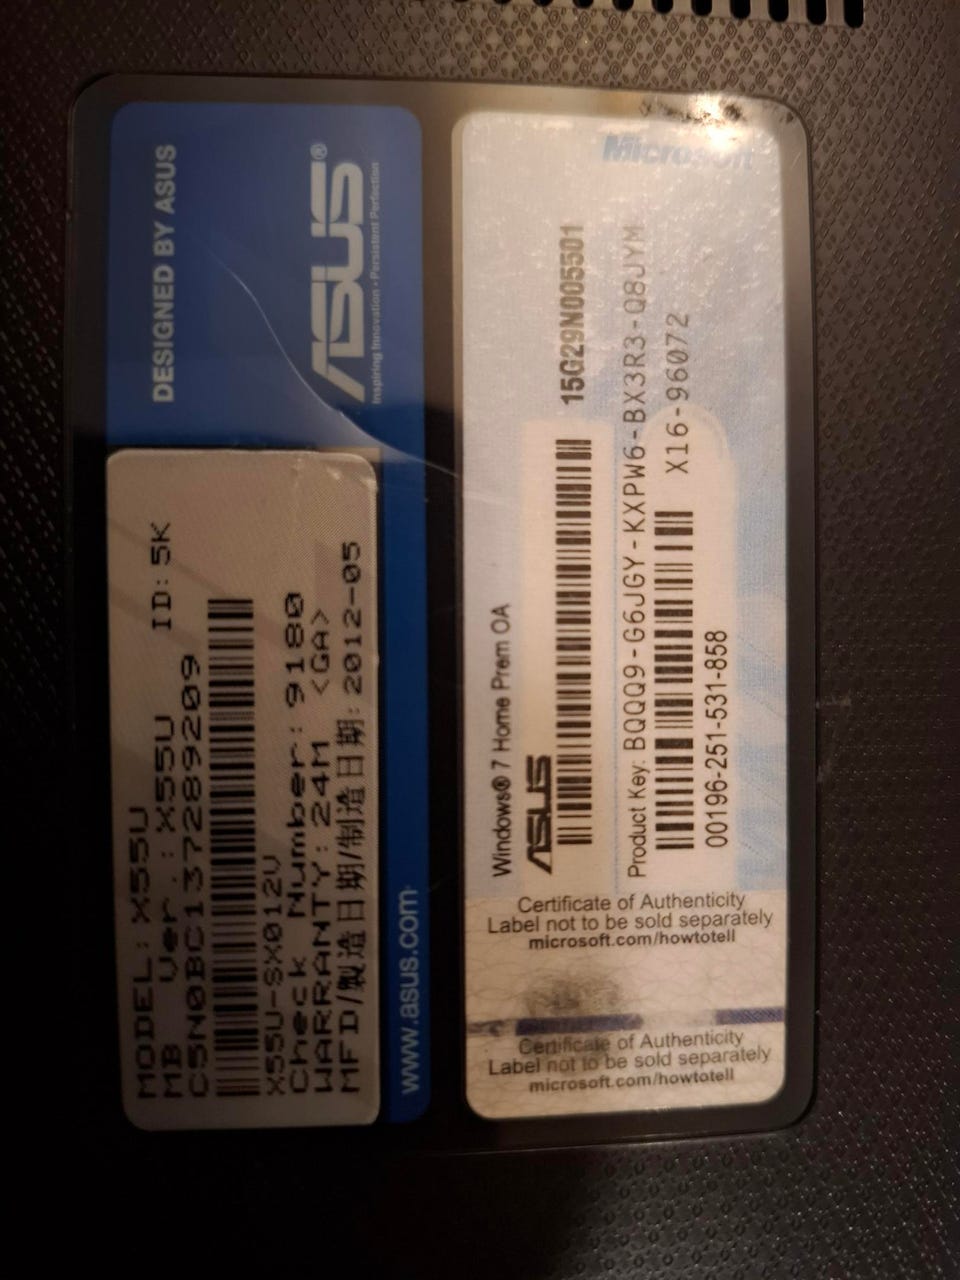 DESIGNED BY ASUS
ASUS®
Inspiring Innovation • Persistent Perfection
MODEL: X55U
MB Ver.: X55U ID: 5K
C5N0BC137289209
X55U-SX012V
Check Number: 9180
WARRANTY: 24M <GA>
MFD/製造日期/制造日期: 2012-05
www.asus.com
Microsoft
Windows® 7 Home Prem OA
ASUS
15G29N005501
Product Key: BQQQ9-G6JGY-KXPW6-BX3R3-Q8JYM
X16-96072
00196-251-531-858
Certificate of Authenticity
Label not to be sold separately
microsoft.com/howtotell
Certificate of Authenticity
Label not to be sold separately
microsoft.com/howtotell